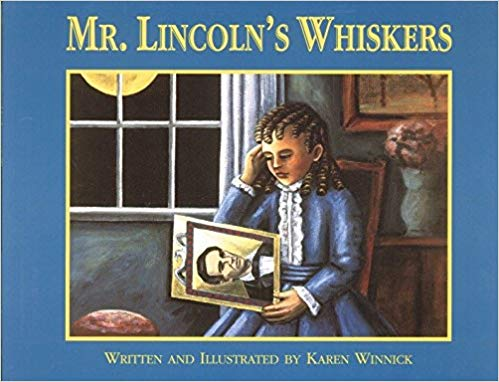 MR. LINCOLN'S WHISKERS
WRITTEN AND ILLUSTRATED BY KAREN WINNICK